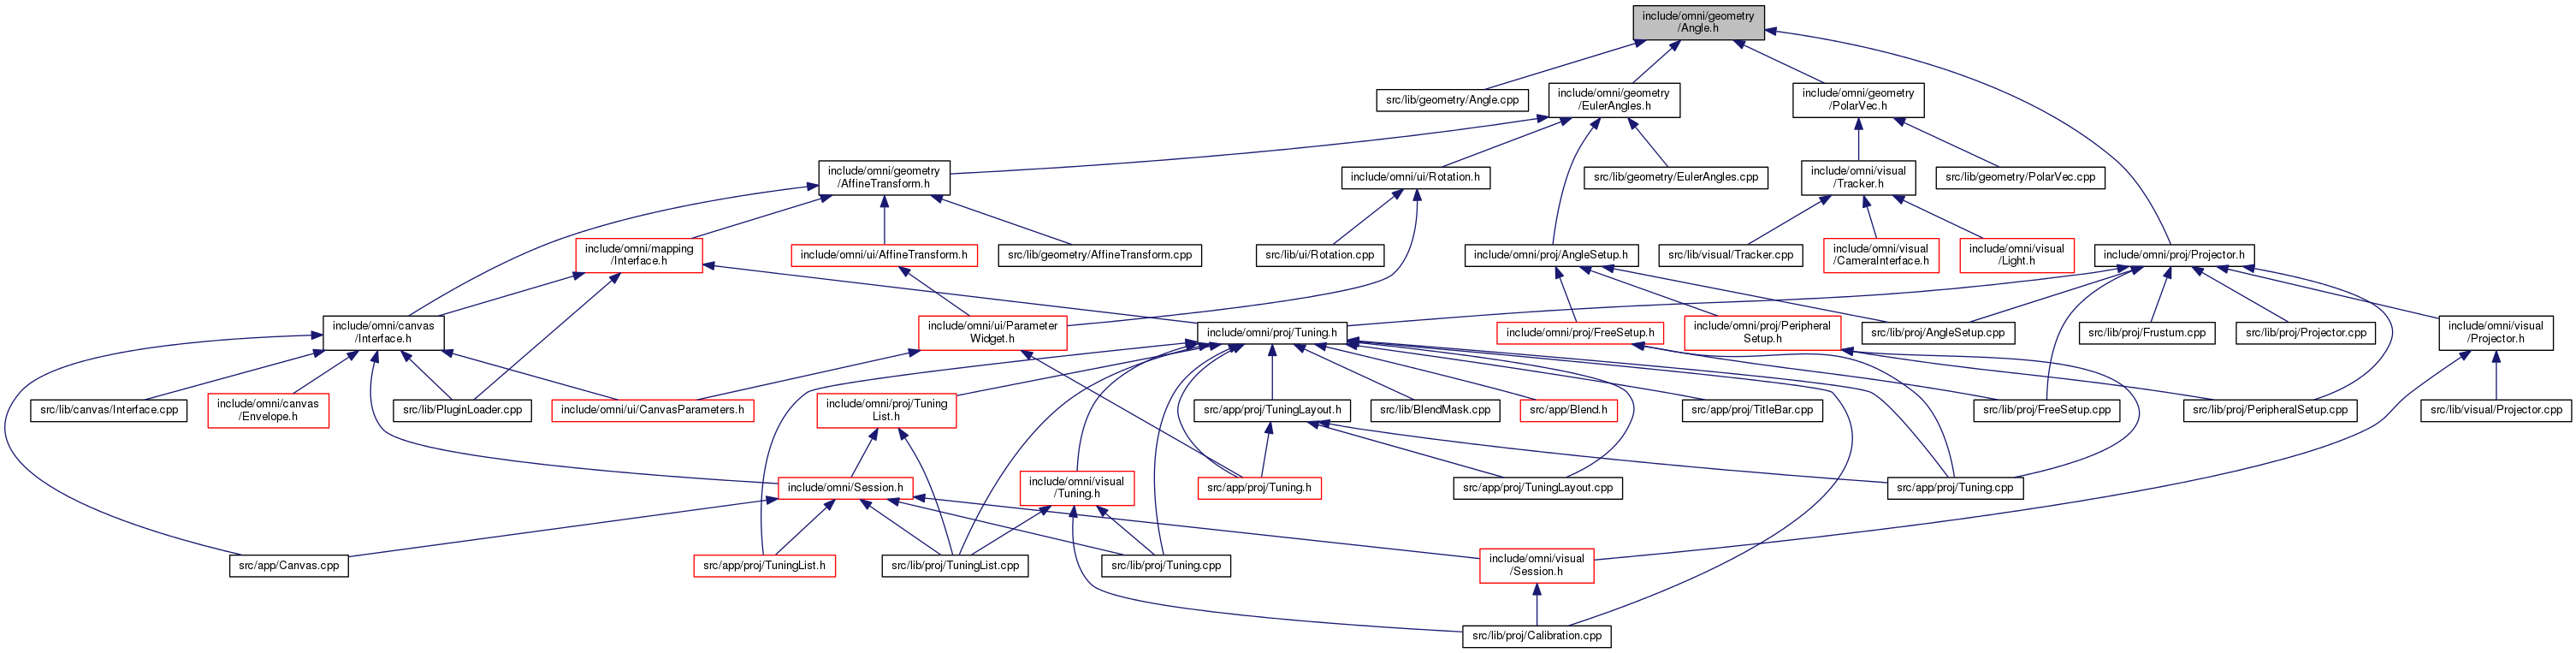 include/omni/geometry
/Angle.h
src/lib/geometry/Angle.cpp
include/omni/geometry
/EulerAngles.h
include/omni/geometry
/PolarVec.h
include/omni/geometry
/AffineTransform.h
include/omni/ui/Rotation.h
src/lib/geometry/EulerAngles.cpp
include/omni/visual
/Tracker.h
src/lib/geometry/PolarVec.cpp
include/omni/mapping
/Interface.h
include/omni/ui/AffineTransform.h
src/lib/geometry/AffineTransform.cpp
src/lib/ui/Rotation.cpp
include/omni/proj/AngleSetup.h
src/lib/visual/Tracker.cpp
include/omni/visual
/CameraInterface.h
include/omni/visual
/Light.h
include/omni/proj/Projector.h
include/omni/canvas
/Interface.h
include/omni/ui/Parameter
Widget.h
include/omni/proj/Tuning.h
include/omni/proj/FreeSetup.h
include/omni/proj/Peripheral
Setup.h
src/lib/proj/AngleSetup.cpp
src/lib/proj/Frustum.cpp
src/lib/proj/Projector.cpp
include/omni/visual
/Projector.h
src/lib/canvas/Interface.cpp
include/omni/canvas
/Envelope.h
src/lib/PluginLoader.cpp
include/omni/ui/CanvasParameters.h
include/omni/proj/Tuning
List.h
src/app/proj/TuningLayout.h
src/lib/BlendMask.cpp
src/app/Blend.h
src/app/proj/TitleBar.cpp
src/lib/proj/FreeSetup.cpp
src/lib/proj/PeripheralSetup.cpp
src/lib/visual/Projector.cpp
include/omni/Session.h
include/omni/visual
/Tuning.h
src/app/proj/Tuning.h
src/app/proj/TuningLayout.cpp
src/app/proj/Tuning.cpp
src/app/Canvas.cpp
src/app/proj/TuningList.h
src/lib/proj/TuningList.cpp
src/lib/proj/Tuning.cpp
include/omni/visual
/Session.h
src/lib/proj/Calibration.cpp